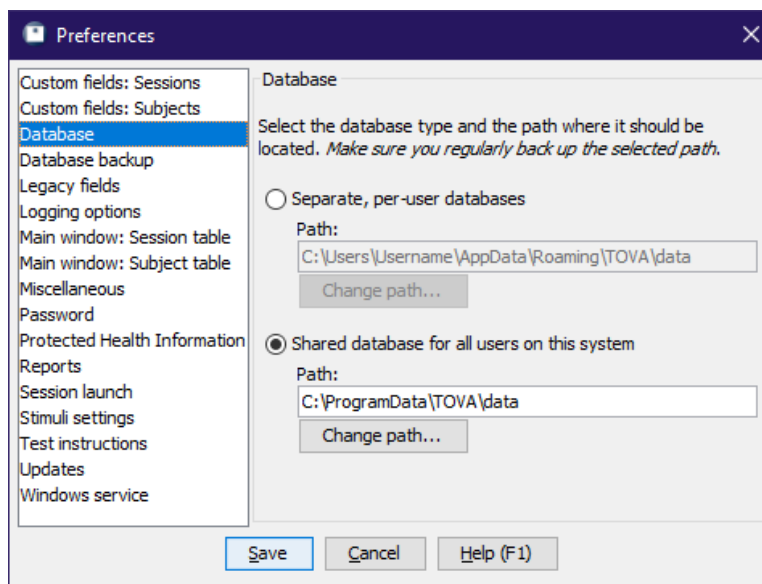 Preferences
Custom fields: Sessions
Custom fields: Subjects
Database
Database backup
Legacy fields
Logging options
Main window: Session table
Main window: Subject table
Miscellaneous
Password
Protected Health Information
Reports
Session launch
Stimuli settings
Test instructions
Updates
Windows service
Database
Select the database type and the path where it should be
located. Make sure you regularly back up the selected path.
Separate, per-user databases
Path:
C:\Users\Username\AppData\Roaming\TOVA\data
Change path...
Shared database for all users on this system
Path:
C:\ProgramData\TOVA\data
Change path...
Save
Cancel
Help (F1)